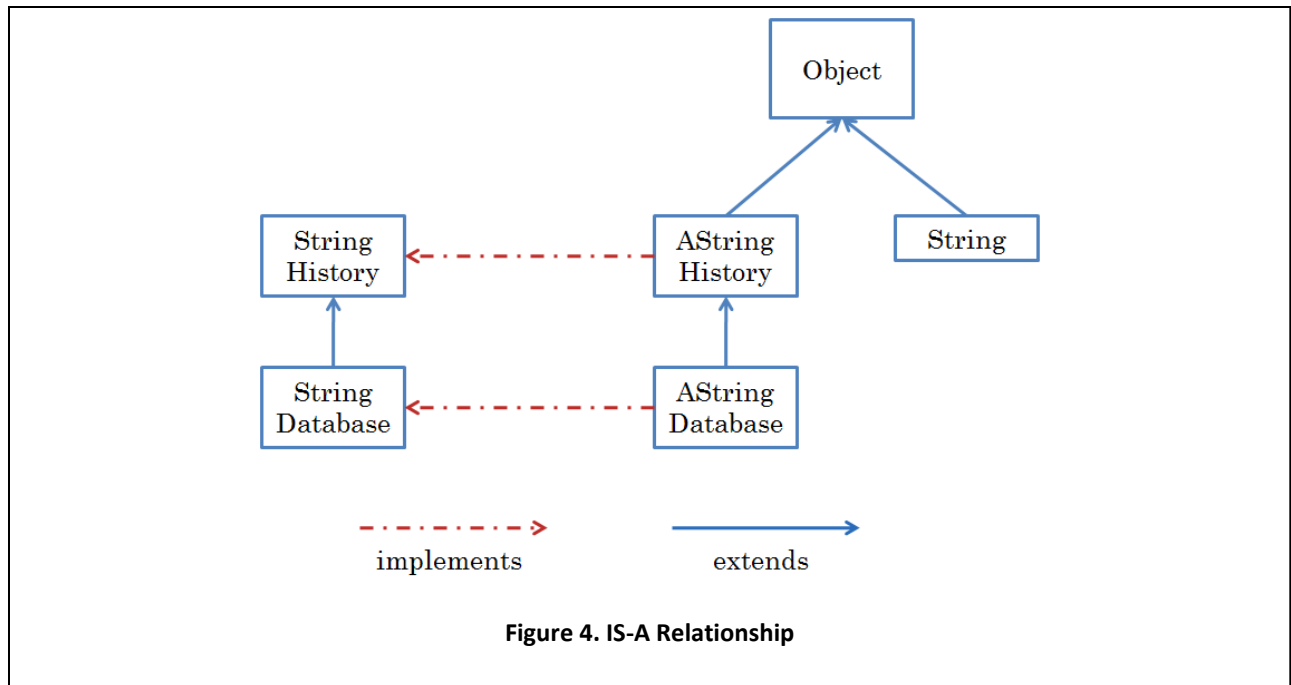 Object
String
History
AString
History
String
String
Database
AString
Database
implements
extends
Figure 4. IS-A Relationship